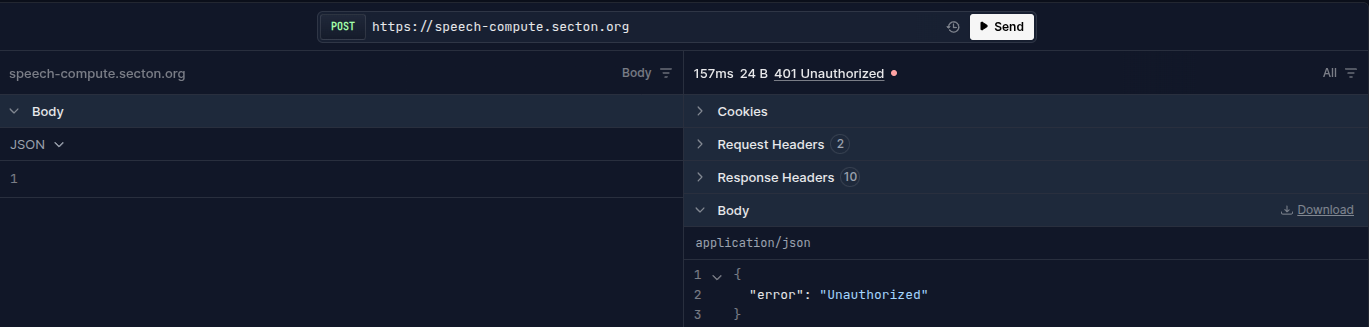 POST https://speech-compute.secton.org Send
speech-compute.secton.org Body
157ms 24 B 401 Unauthorized All
Body
JSON
1
Cookies
Request Headers 2
Response Headers 10
Body Download
application/json
1 {
2 "error": "Unauthorized"
3 }